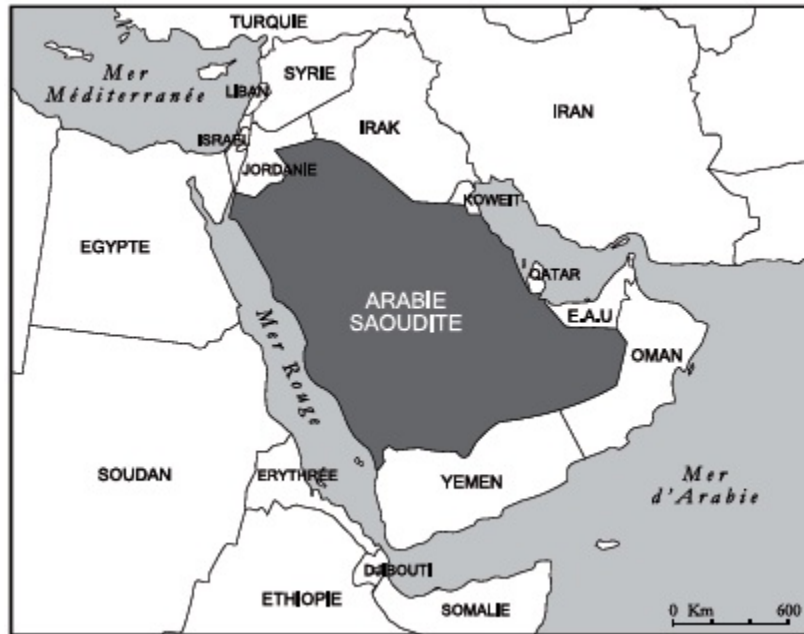 TURQUIE
Mer
Méditerranée
SYRIE
LIBAN
IRAK
IRAN
ISRAEL
JORDANIE
KOWEIT
EGYPTE
QATAR
ARABIE
SAOUDITE
E.A.U
OMAN
Mer Rouge
SOUDAN
ERYTHRÉE
YEMEN
Mer
d'Arabie
DJIBOUTI
ETHIOPIE
SOMALIE
0 Km 600